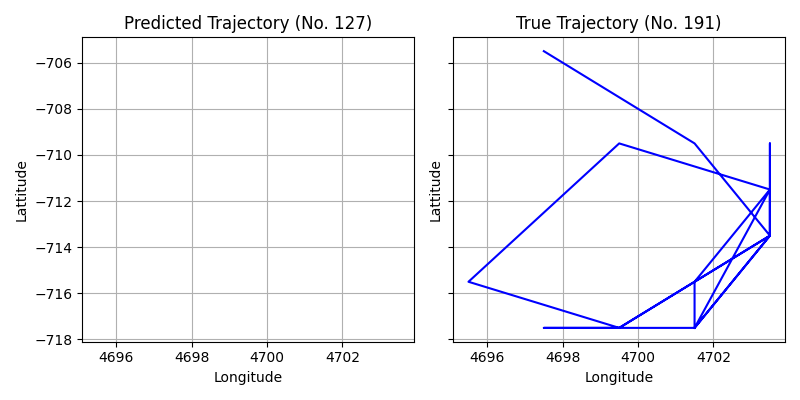 Predicted Trajectory (No. 127)
True Trajectory (No. 191)
−706
−708
−710
−712
−714
−716
−718
Lattitude
Lattitude
4696 4698 4700 4702
4696 4698 4700 4702
Longitude
Longitude